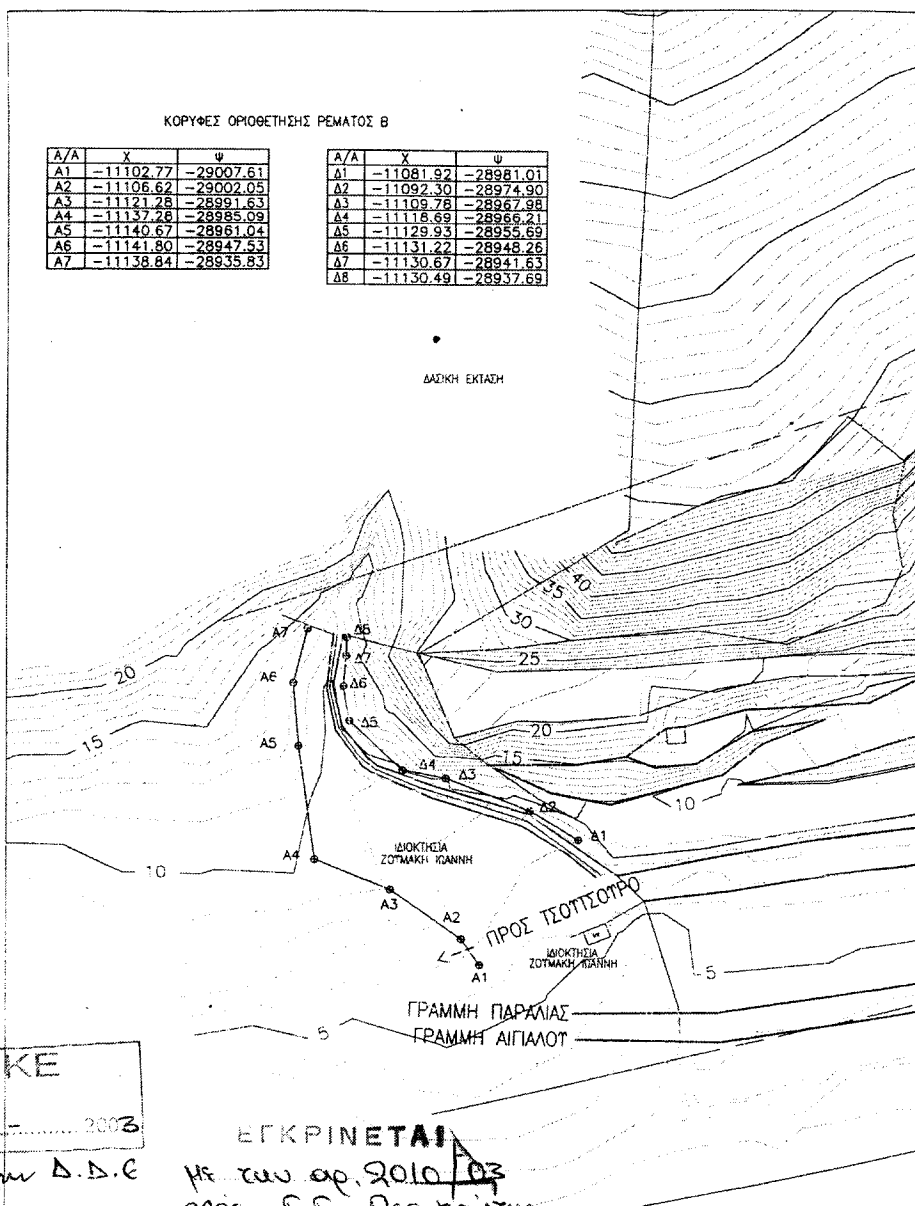 ΚΟΡΥΦΕΣ ΟΡΙΟΘΕΤΗΣΗΣ ΡΕΜΑΤΟΣ Β
Α/Α Χ Ψ
Α1 -11102.77 -29007.61
Α2 -11106.62 -29002.05
Α3 -11121.28 -28991.63
Α4 -11137.28 -28985.09
Α5 -11140.67 -28961.04
Α6 -11141.80 -28947.53
Α7 -11138.84 -28935.83
Α/Α Χ Ψ
Δ1 -11081.92 -28981.01
Δ2 -11092.30 -28974.90
Δ3 -11109.78 -28967.98
Δ4 -11118.69 -28966.21
Δ5 -11129.93 -28955.69
Δ6 -11131.22 -28948.26
Δ7 -11130.67 -28941.63
Δ8 -11130.49 -28937.69
ΔΑΣΙΚΗ ΕΚΤΑΣΗ
40
35
30
25
20
Α7
Δ8
Δ7
Α6
Δ6
20
Δ5
15
Α5
15
Δ4
Δ3
10
Δ2
Δ1
Α4
10
ΙΔΙΟΚΤΗΣΙΑ
ΖΟΥΜΑΚΗ ΙΩΑΝΝΗ
Α3
Α2
ΠΡΟΣ ΤΣΟΥΤΣΟΥΡΟ
ΙΔΙΟΚΤΗΣΙΑ
ΖΟΥΜΑΚΗ ΙΩΑΝΝΗ
Α1
5
ΓΡΑΜΜΗ ΠΑΡΑΛΙΑΣ
5
ΓΡΑΜΜΗ ΑΙΓΙΑΛΟΥ
ΚΕ
2003
ΕΓΚΡΙΝΕΤΑΙ
Δ.Δ.Ε
με την αρ. 2010/03